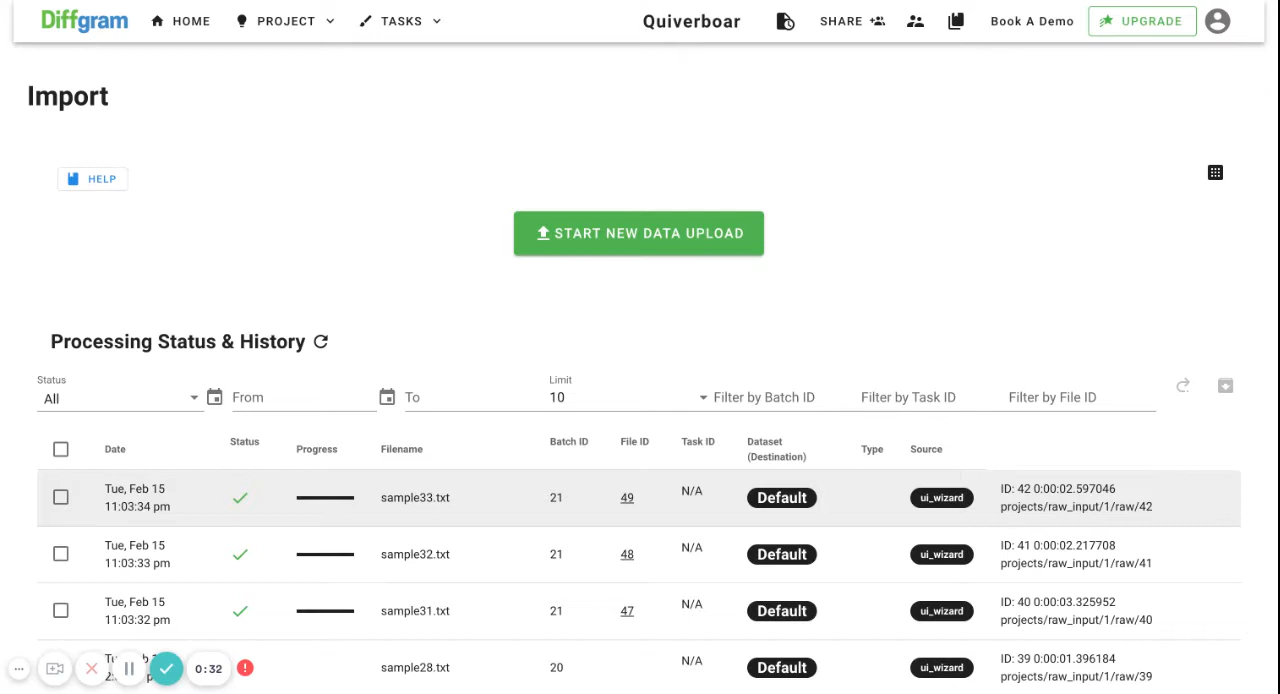 Diffgram HOME PROJECT TASKS Quiverboar SHARE Book A Demo UPGRADE
Import
HELP
START NEW DATA UPLOAD
Processing Status & History
Status Limit
All From To 10 Filter by Batch ID Filter by Task ID Filter by File ID
Date Status Progress Filename Batch ID File ID Task ID Dataset (Destination) Type Source
Tue, Feb 15
11:03:34 pm
sample33.txt 21 49 N/A Default ui_wizard
ID: 42 0:00:02.597046
projects/raw_input/1/raw/42
Tue, Feb 15
11:03:33 pm
sample32.txt 21 48 N/A Default ui_wizard
ID: 41 0:00:02.217708
projects/raw_input/1/raw/41
Tue, Feb 15
11:03:32 pm
sample31.txt 21 47 N/A Default ui_wizard
ID: 40 0:00:03.325952
projects/raw_input/1/raw/40
sample28.txt 20 N/A Default ui_wizard
ID: 39 0:00:01.396184
projects/raw_input/1/raw/39
0:32